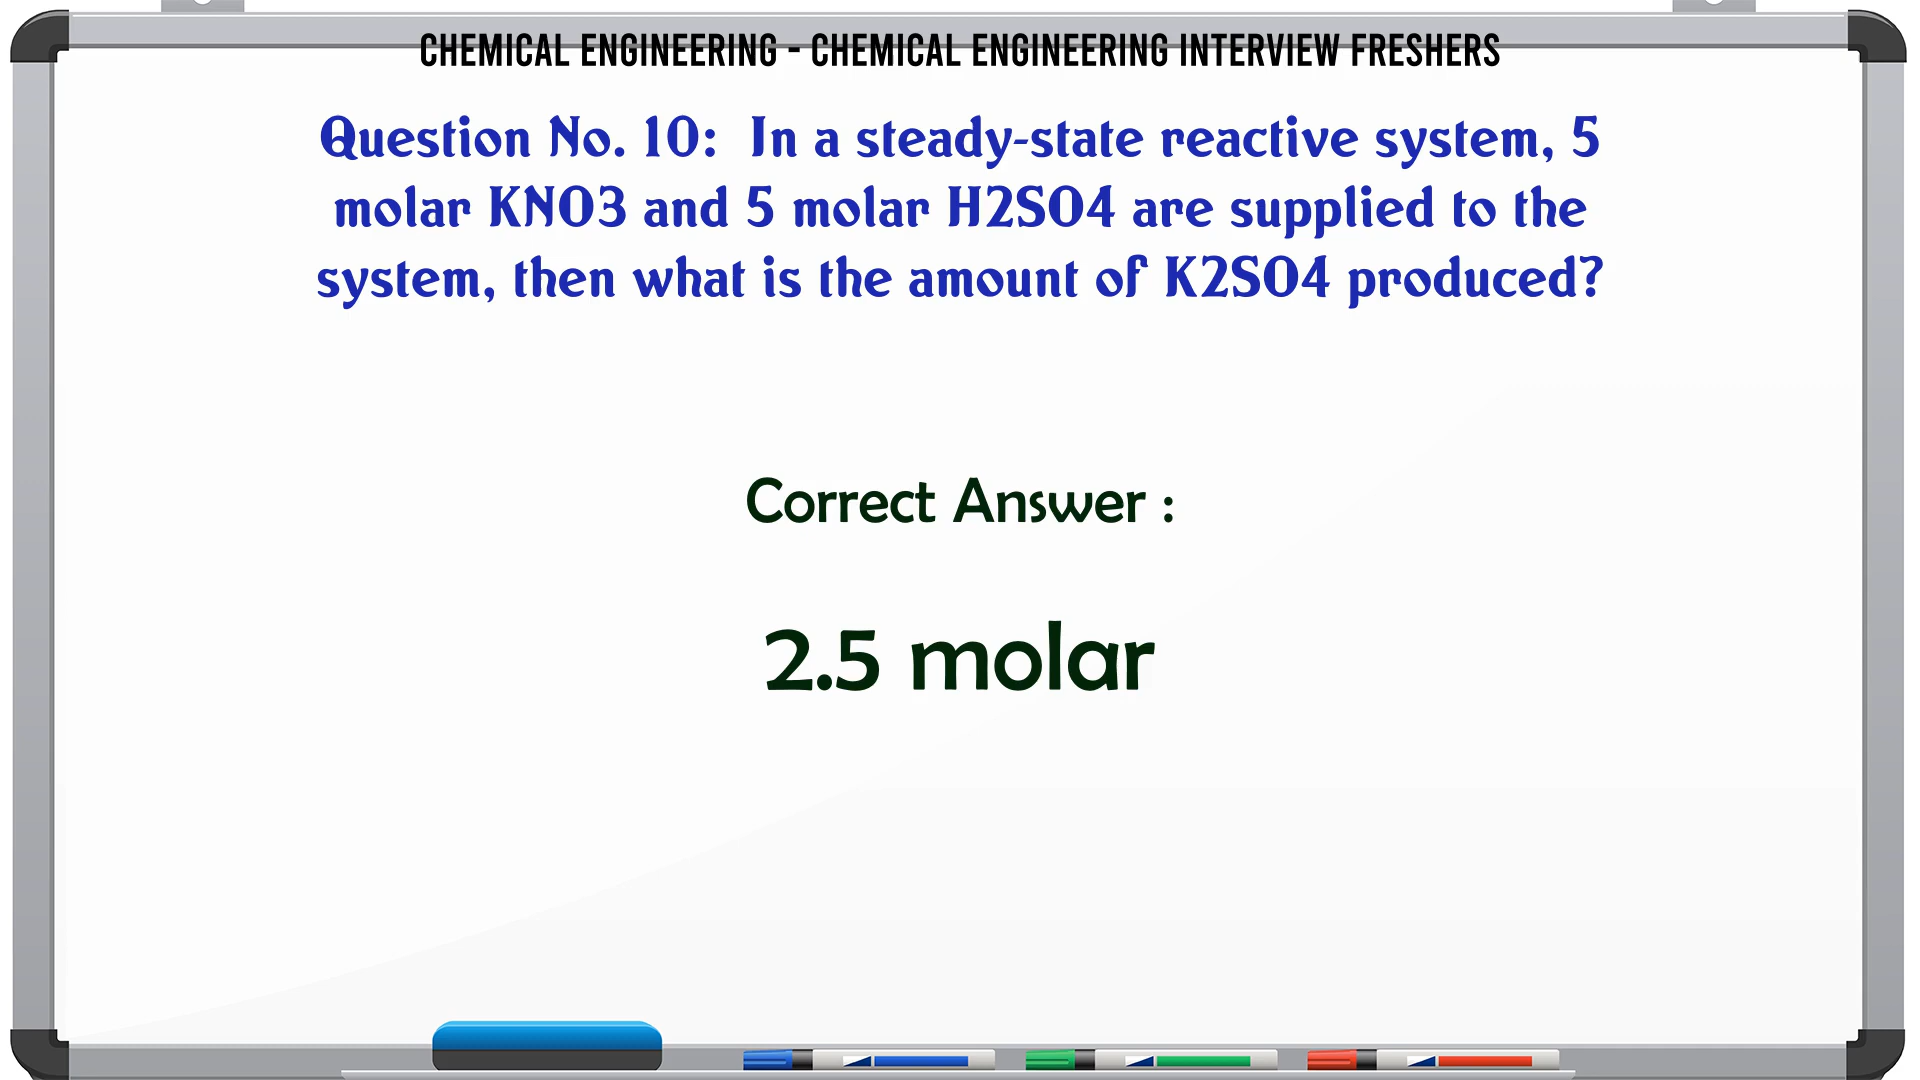 CHEMICAL ENGINEERING - CHEMICAL ENGINEERING INTERVIEW FRESHERS
Question No. 10: In a steady-state reactive system, 5
molar KNO3 and 5 molar H2SO4 are supplied to the
system, then what is the amount of K2SO4 produced?
Correct Answer :
2.5 molar